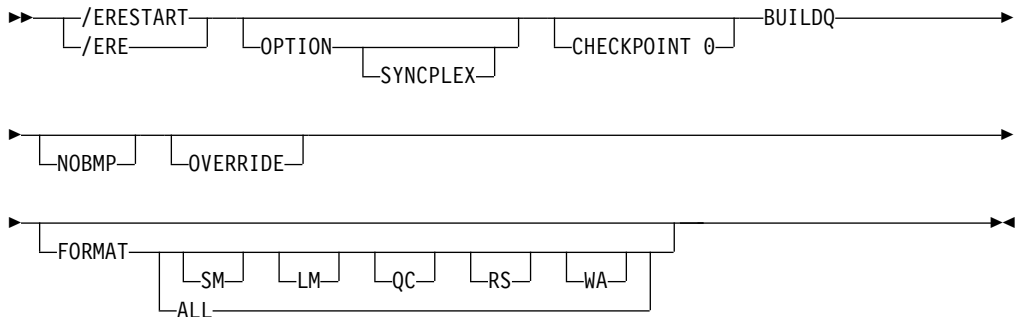 /ERESTART BUILDQ
/ERE OPTION CHECKPOINT 0
SYNCPLEX
NOBMP OVERRIDE
FORMAT
SM LM QC RS WA
ALL